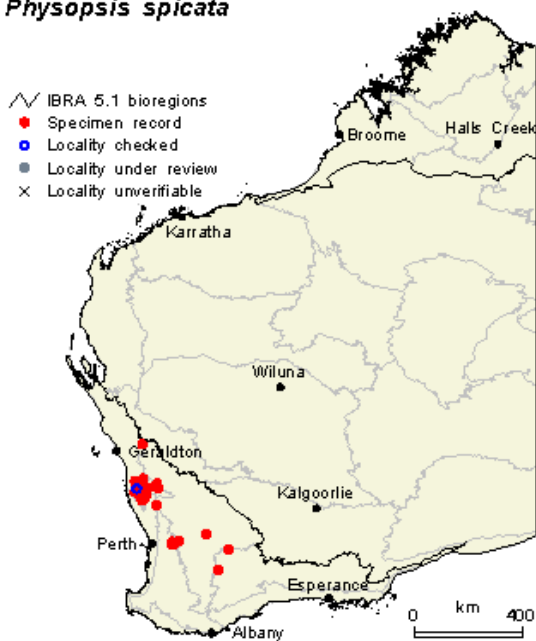 Physopsis spicata
IBRA 5.1 bioregions
Specimen record
Locality checked
Locality under review
Locality unverifiable
Broome
Halls Creek
Karratha
Wiluna
Geraldton
Kalgoorlie
Perth
Esperance
Albany
0 km 400